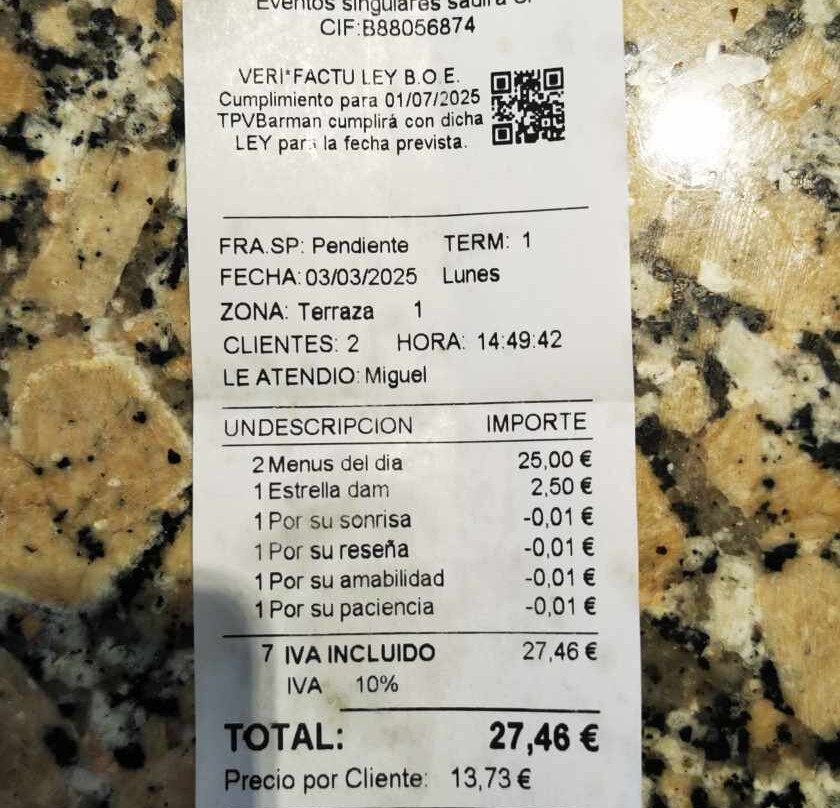 Eventos singulares
CIF:B88056874
VERI*FACTU LEY B.O.E.
Cumplimiento para 01/07/2025
TPVBarman cumplirá con dicha
LEY para la fecha prevista.
FRA.SP: Pendiente TERM: 1
FECHA: 03/03/2025 Lunes
ZONA: Terraza 1
CLIENTES: 2 HORA: 14:49:42
LE ATENDIO: Miguel
UNDESCRIPCION IMPORTE
2 Menus del dia 25,00 €
1 Estrella dam 2,50 €
1 Por su sonrisa -0,01 €
1 Por su reseña -0,01 €
1 Por su amabilidad -0,01 €
1 Por su paciencia -0,01 €
7 IVA INCLUIDO 27,46 €
IVA 10%
TOTAL: 27,46 €
Precio por Cliente: 13,73 €